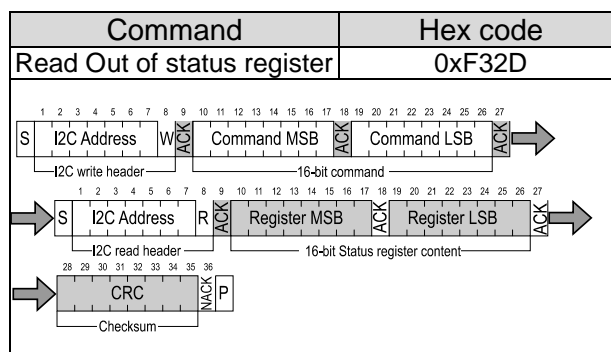 Command Hex code
Read Out of status register 0xF32D
1 2 3 4 5 6 7 8 9 10 11 12 13 14 15 16 17 18 19 20 21 22 23 24 25 26 27
S I2C Address W ACK Command MSB ACK Command LSB ACK
I2C write header 16-bit command
1 2 3 4 5 6 7 8 9 10 11 12 13 14 15 16 17 18 19 20 21 22 23 24 25 26 27
S I2C Address R ACK Register MSB ACK Register LSB ACK
I2C read header 16-bit Status register content
28 29 30 31 32 33 34 35 36
CRC NACK P
Checksum